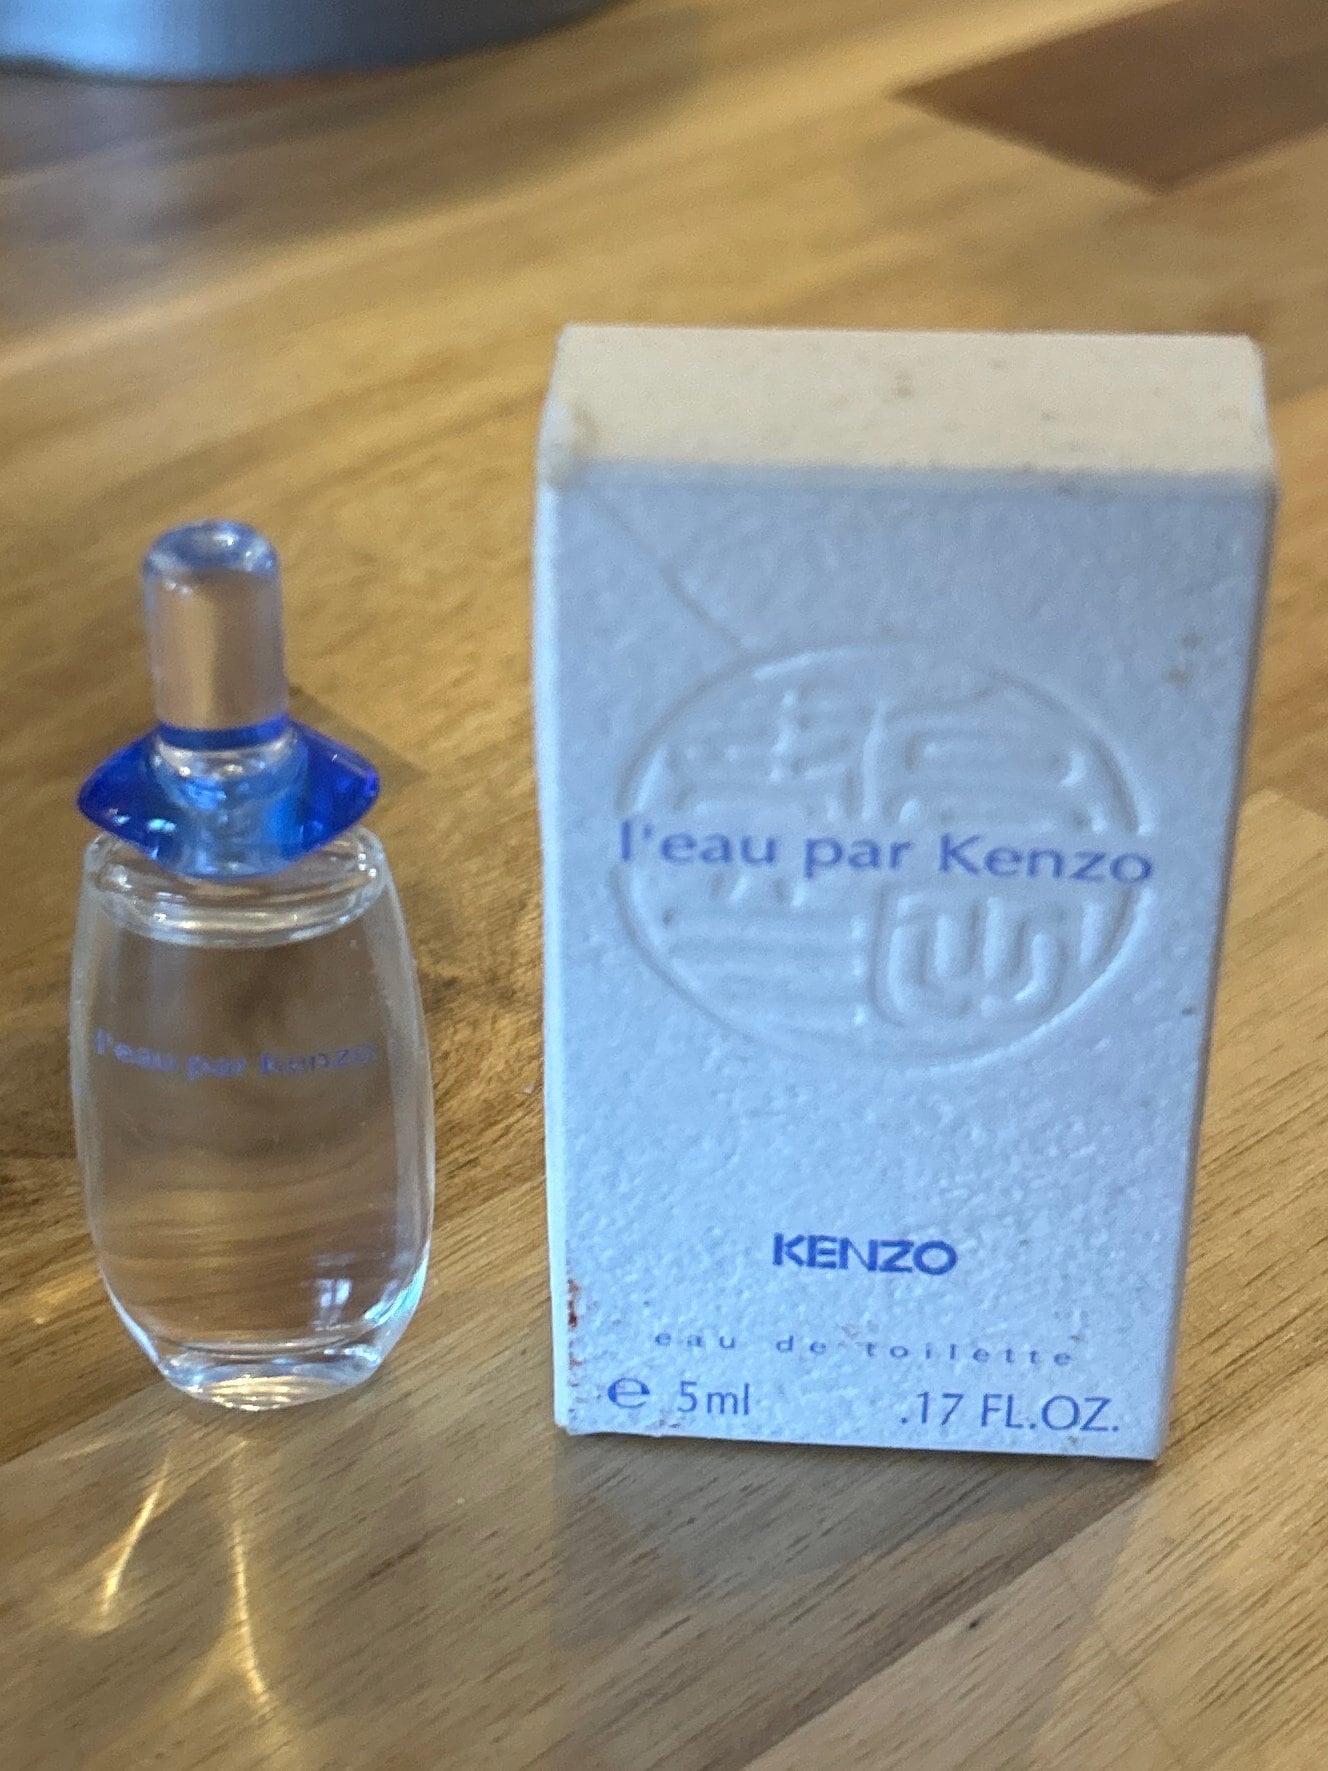 l'eau par Kenzo
l'eau par Kenzo
KENZO
eau de toilette
℮ 5ml .17 FL.OZ.